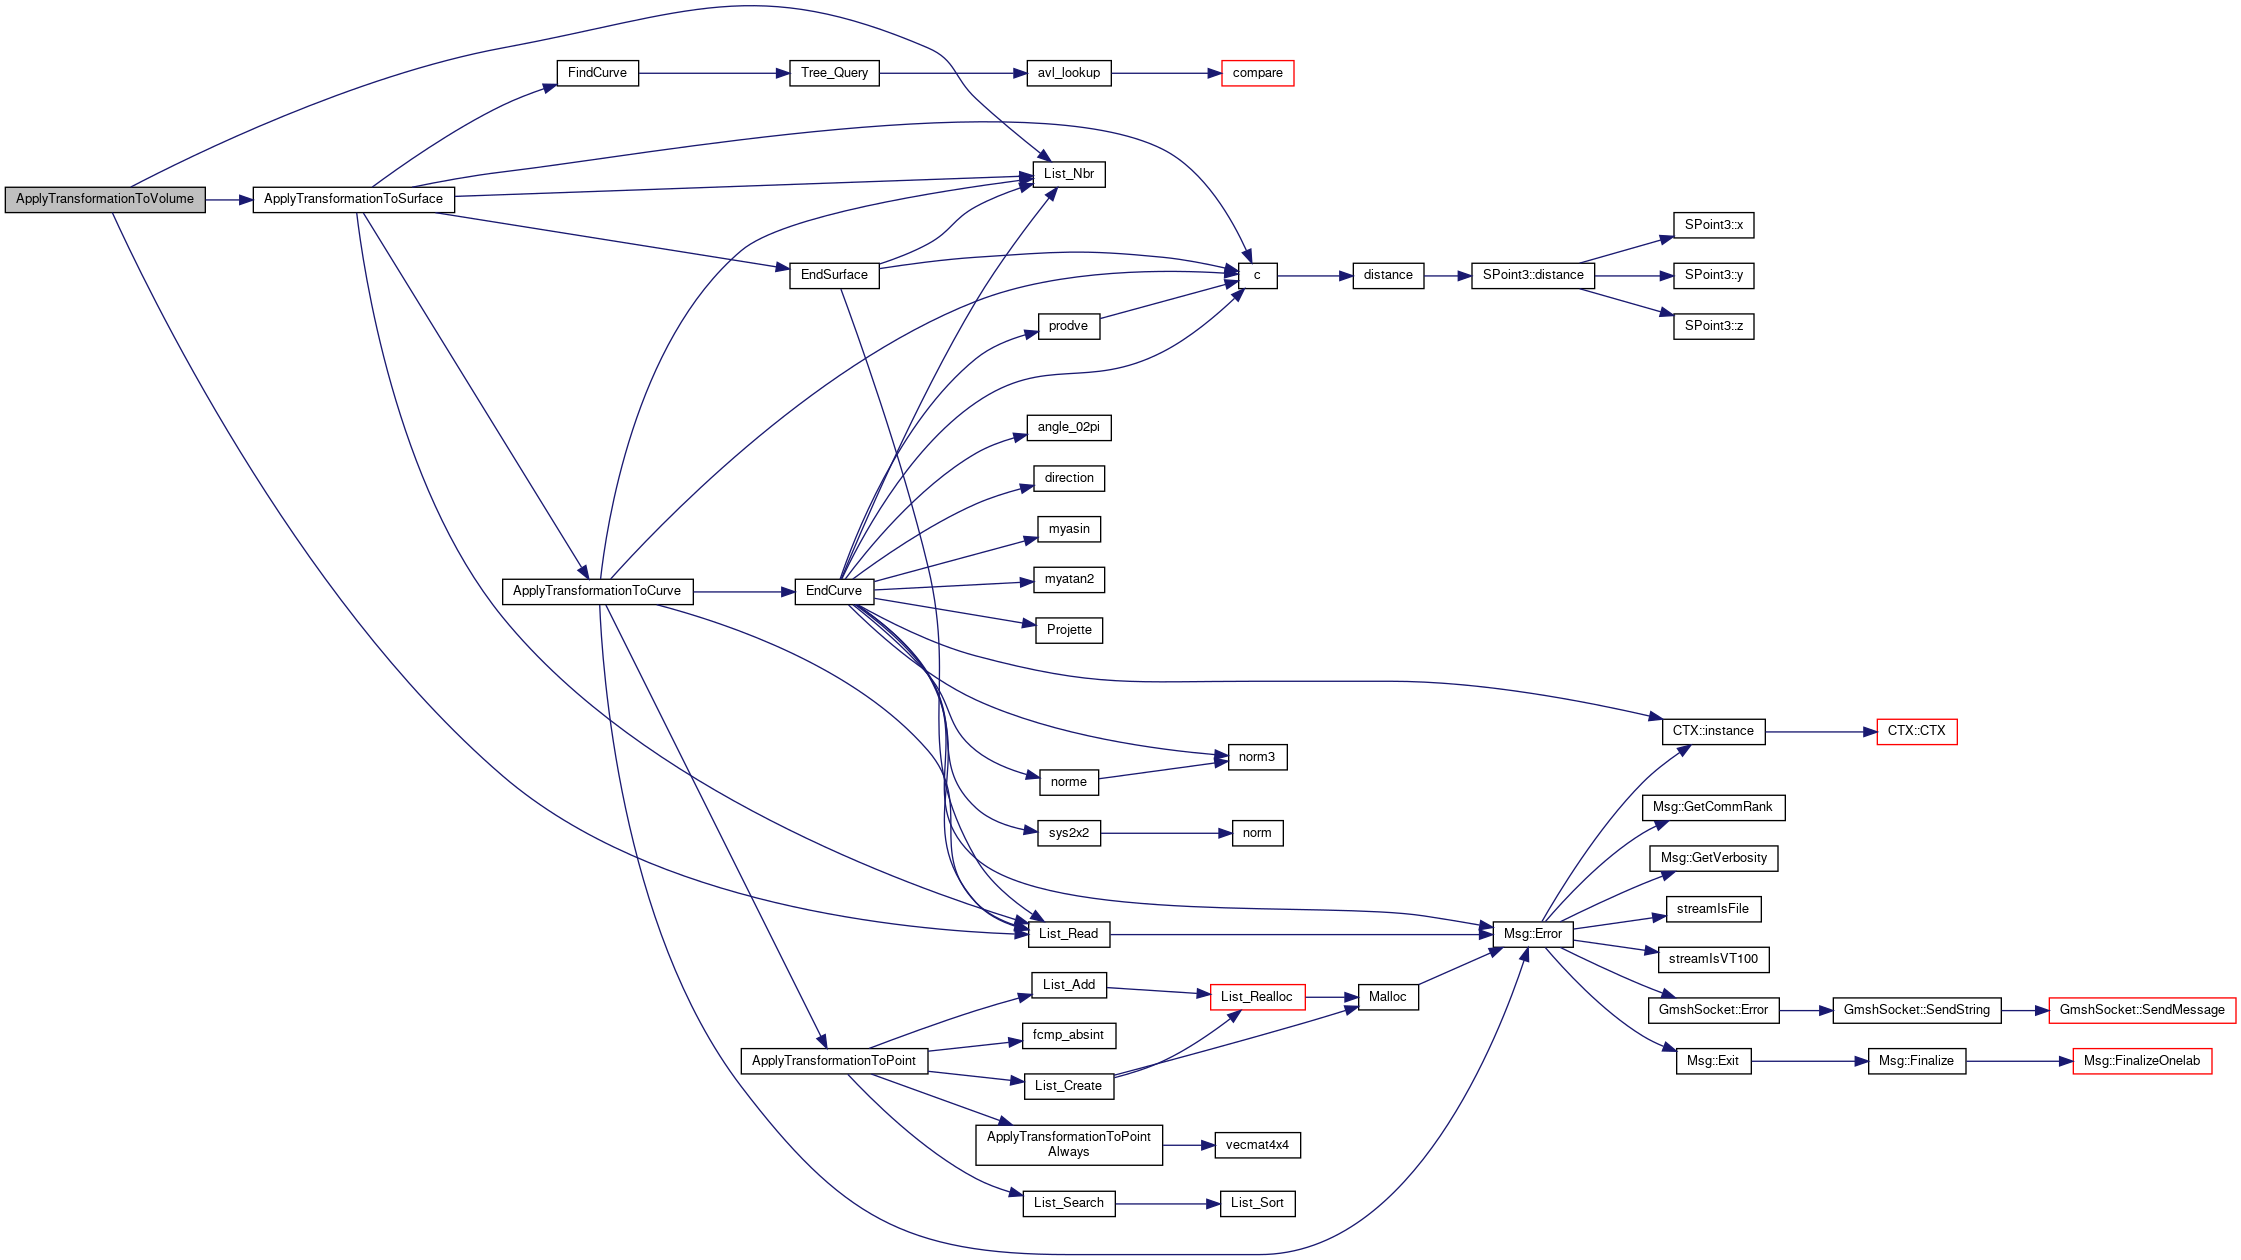 ApplyTransformationToVolume
ApplyTransformationToSurface
FindCurve
Tree_Query
avl_lookup
compare
List_Nbr
EndSurface
c
distance
SPoint3::distance
SPoint3::x
SPoint3::y
SPoint3::z
prodve
angle_02pi
direction
myasin
ApplyTransformationToCurve
EndCurve
myatan2
Projette
CTX::instance
CTX::CTX
norm3
norme
sys2x2
norm
Msg::GetCommRank
Msg::GetVerbosity
streamIsFile
List_Read
Msg::Error
streamIsVT100
List_Add
List_Realloc
Malloc
GmshSocket::Error
GmshSocket::SendString
GmshSocket::SendMessage
fcmp_absint
ApplyTransformationToPoint
List_Create
Msg::Exit
Msg::Finalize
Msg::FinalizeOnelab
ApplyTransformationToPoint
Always
vecmat4x4
List_Search
List_Sort